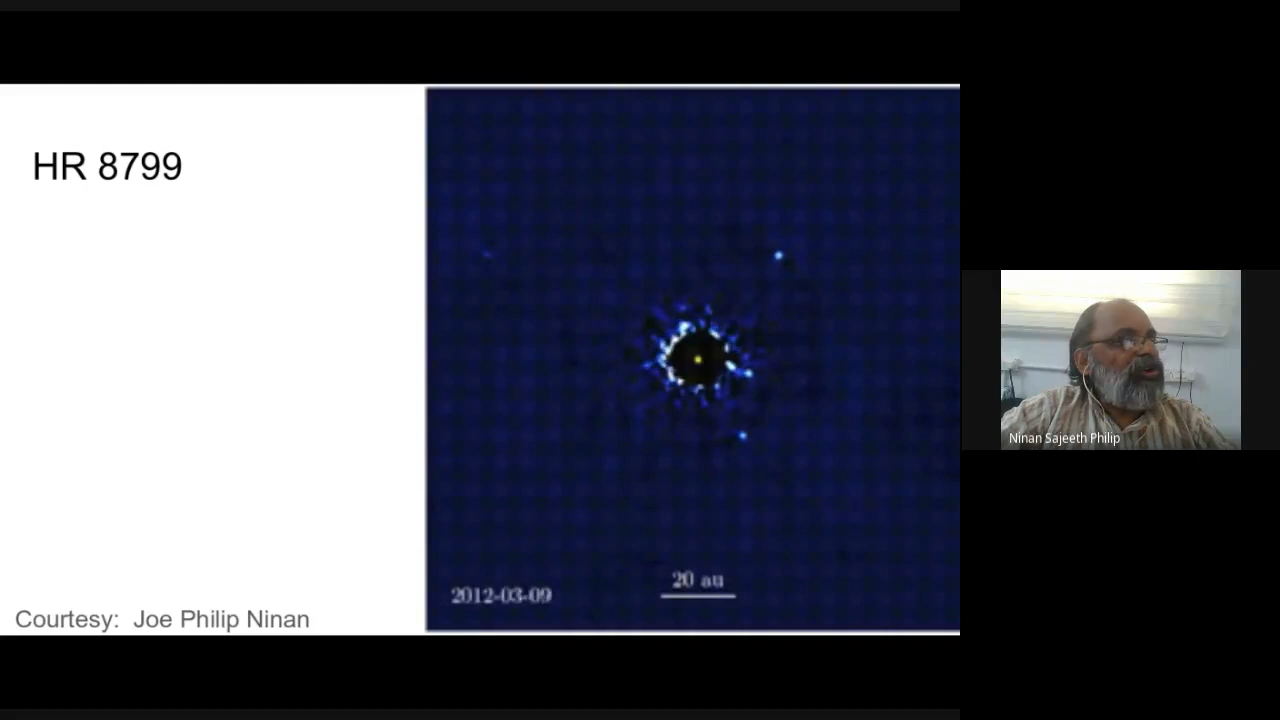 HR 8799
20 au
2012-03-09
Courtesy: Joe Philip Ninan
Ninan Sajeeth Philip